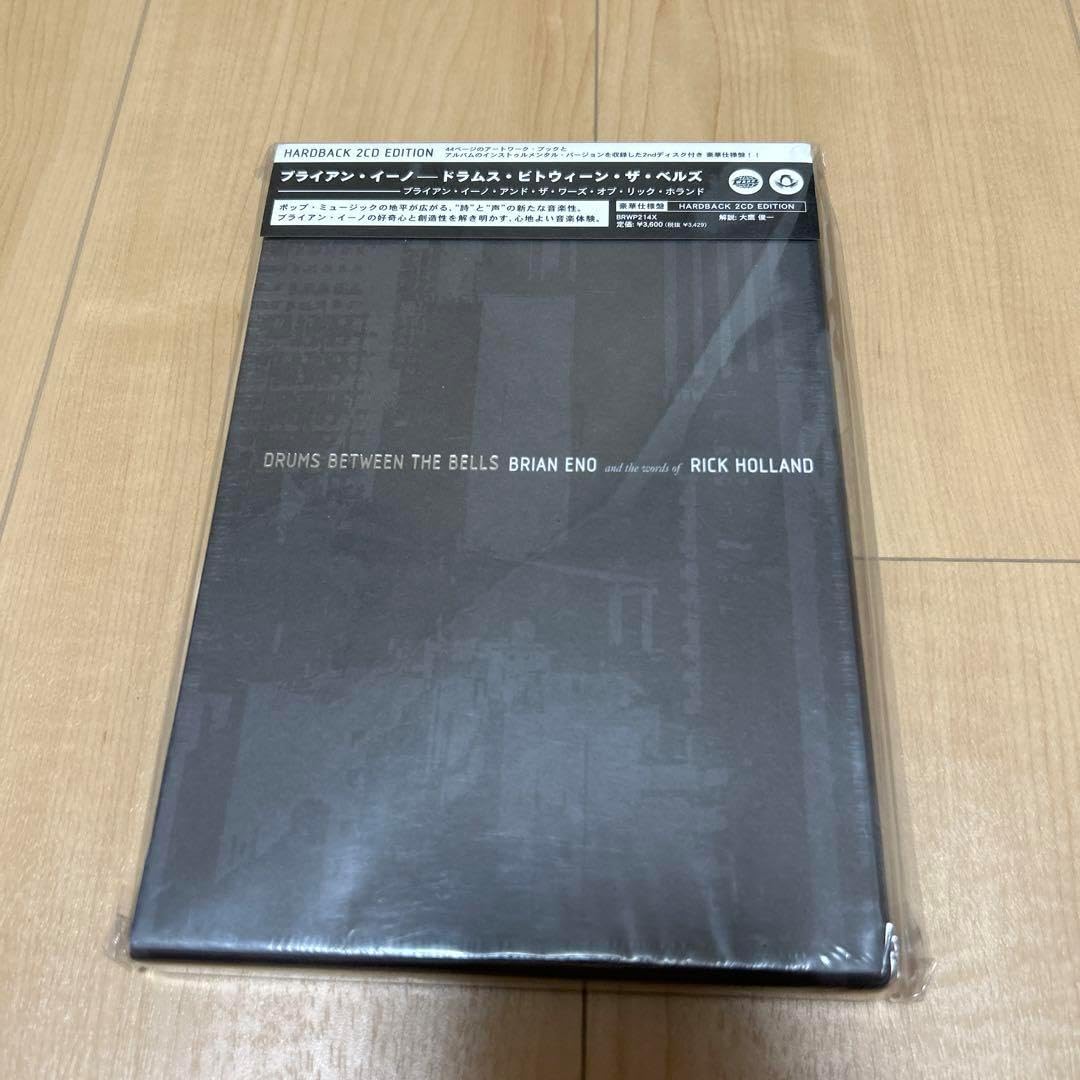 HARDBACK 2CD EDITION
44ページのアートワーク・ブックと
アルバムのインストゥルメンタル・バージョンを収録した2ndディスク付き 豪華仕様盤！！
ブライアン・イーノ――ドラムス・ビトウィーン・ザ・ベルズ
ブライアン・イーノ・アンド・ザ・ワーズ・オブ・リック・ホランド
ポップ・ミュージックの地平が広がる、“詩”と“声”の新たな音楽性。
ブライアン・イーノの好奇心と創造性を解き明かす、心地よい音楽体験。
豪華仕様盤 HARDBACK 2CD EDITION
BRWP214X 解説: 大鷹 俊一
定価: ¥3,600 (税抜 ¥3,429)
DRUMS BETWEEN THE BELLS BRIAN ENO and the words of RICK HOLLAND